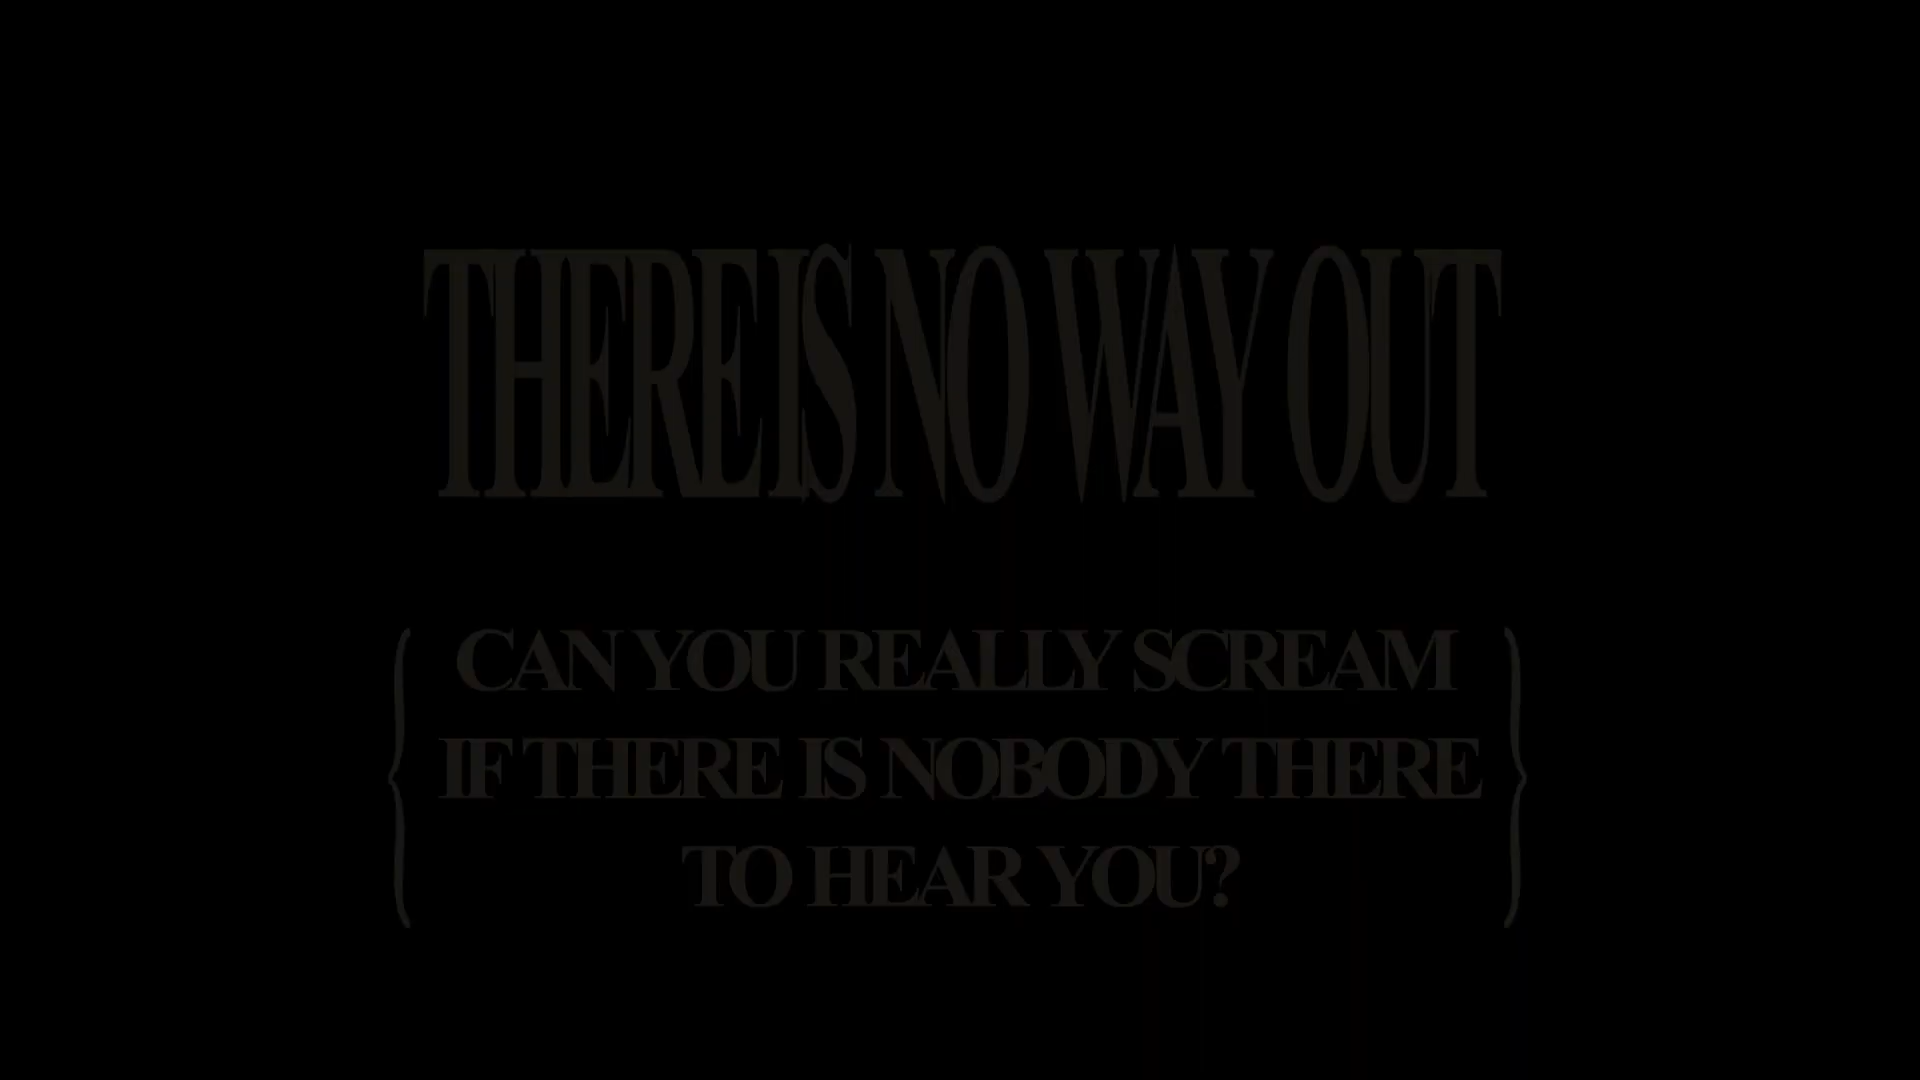 THERE IS NO WAY OUT
CAN YOU REALLY SCREAM
IF THERE IS NOBODY THERE
TO HEAR YOU?